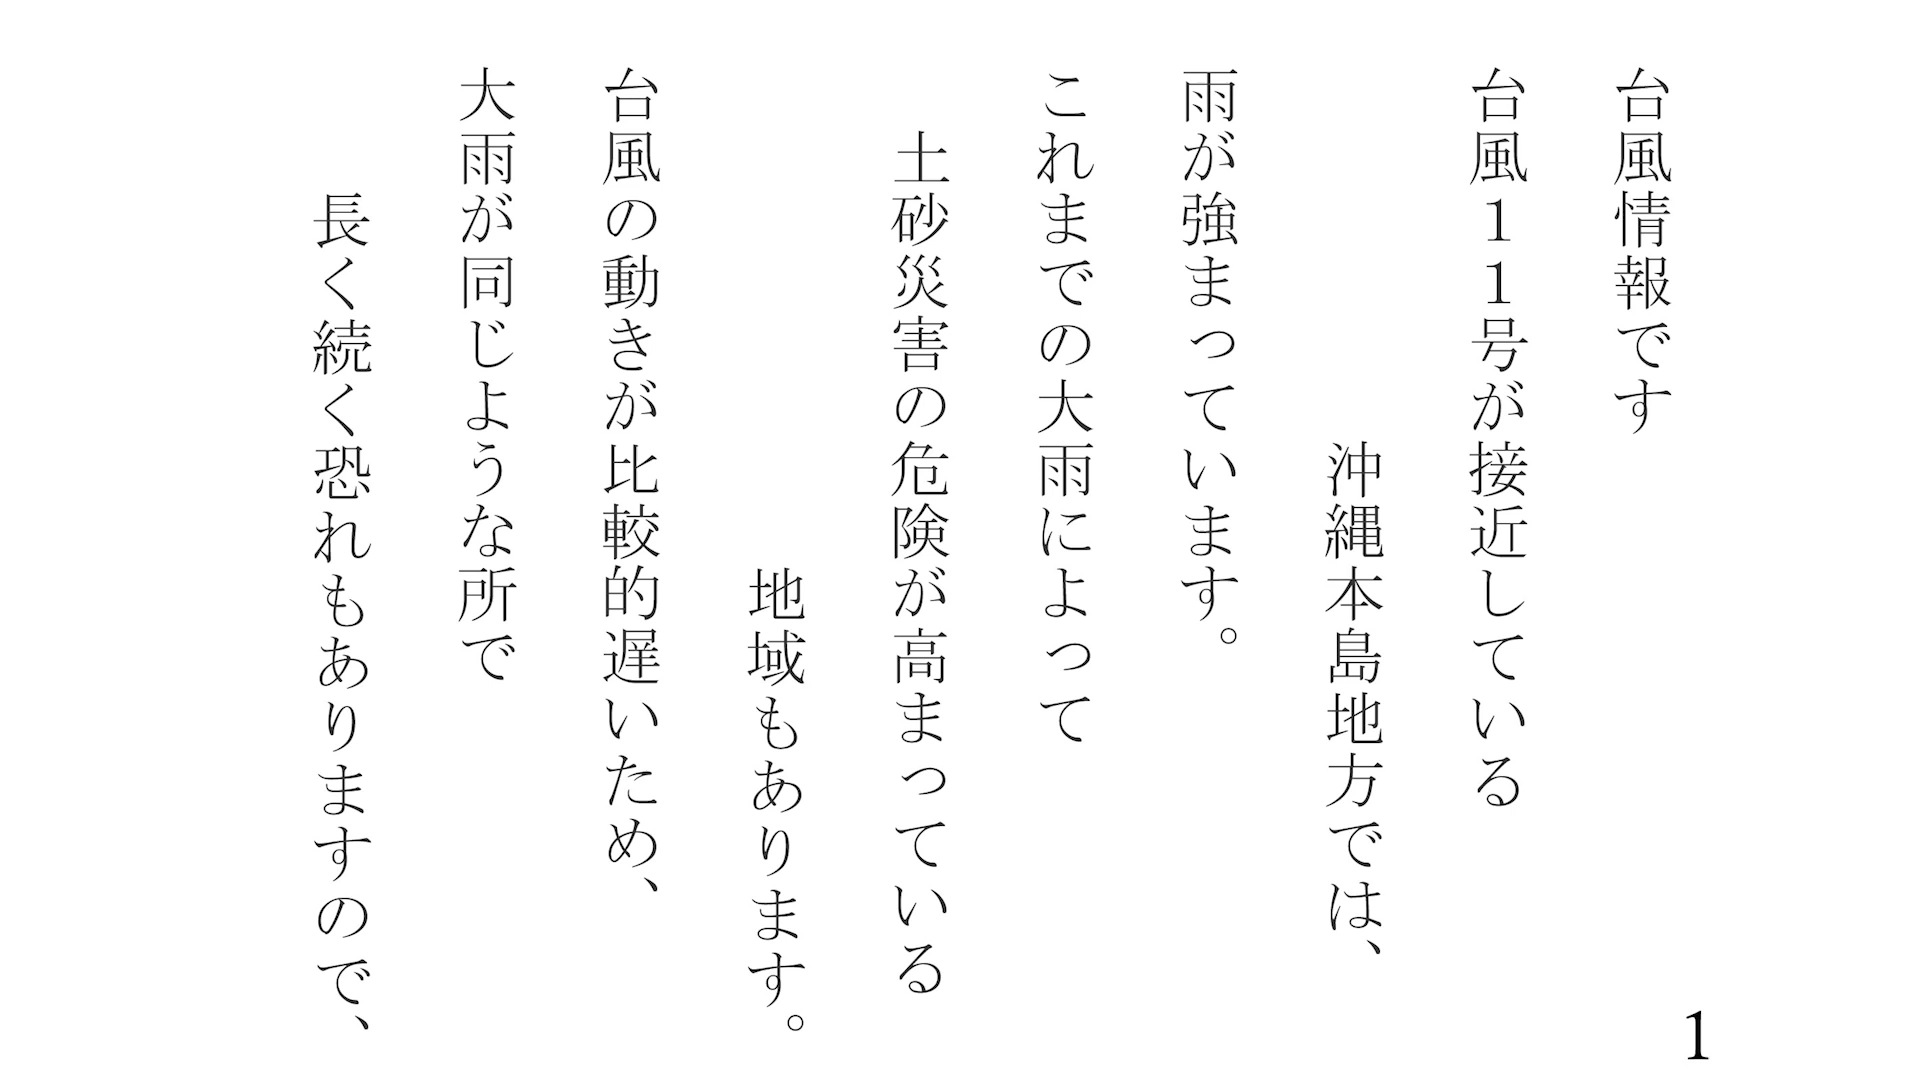 台風情報です
台風11号が接近している
沖縄本島地方では、
雨が強まっています。
これまでの大雨によって
土砂災害の危険が高まっている
地域もあります。
台風の動きが比較的遅いため、
大雨が同じような所で
長く続く恐れもありますので、
1